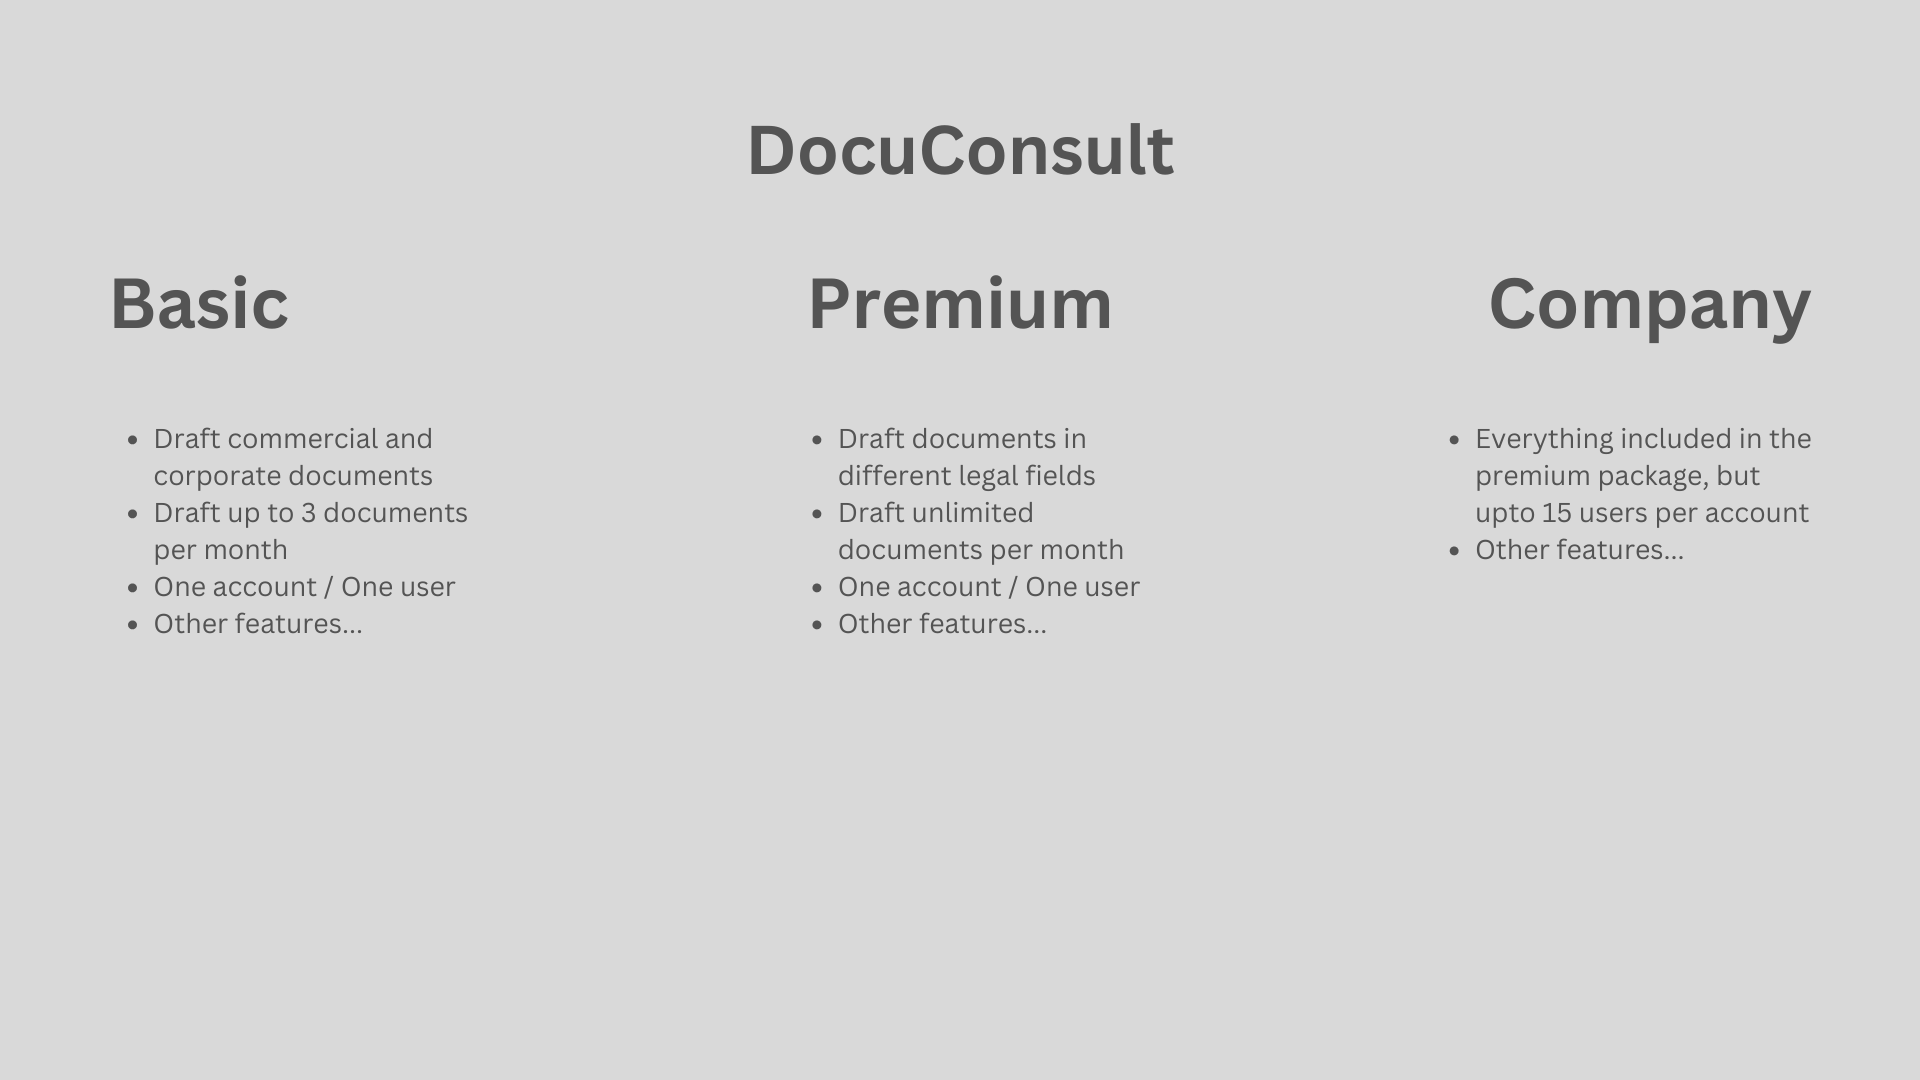 DocuConsult
Basic
Premium
Company
• Draft commercial and
corporate documents
• Draft up to 3 documents
per month
• One account / One user
• Other features...
• Draft documents in
different legal fields
• Draft unlimited
documents per month
• One account / One user
• Other features...
• Everything included in the
premium package, but
upto 15 users per account
• Other features...